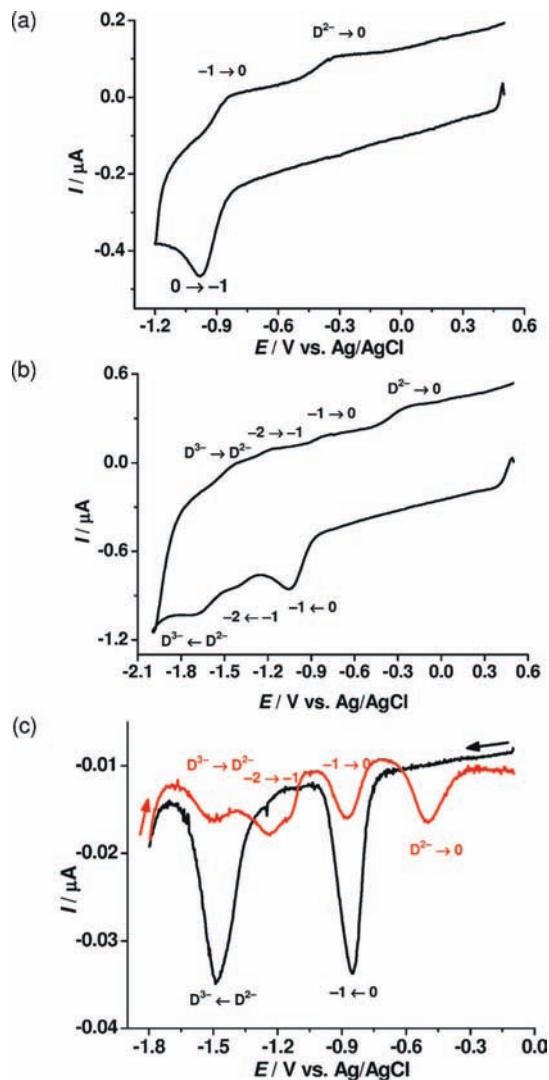 (a)
0.2
0.0
-0.2
-0.4
I / μA
−1 → 0
D²⁻ → 0
0 → −1
-1.2 -0.9 -0.6 -0.3 0.0 0.3 0.6
E / V vs. Ag/AgCl
(b)
0.6
0.0
-0.6
-1.2
I / μA
D³⁻ → D²⁻
−2 → −1
−1 → 0
D²⁻ → 0
D³⁻ ← D²⁻
−2 ← −1
−1 ← 0
-2.1 -1.8 -1.5 -1.2 -0.9 -0.6 -0.3 0.0 0.3 0.6
E / V vs. Ag/AgCl
(c)
-0.01
-0.02
-0.03
-0.04
I / μA
D³⁻ → D²⁻
−2 → −1
−1 → 0
D²⁻ → 0
D³⁻ ← D²⁻
−1 ← 0
-1.8 -1.5 -1.2 -0.9 -0.6 -0.3 0.0
E / V vs. Ag/AgCl